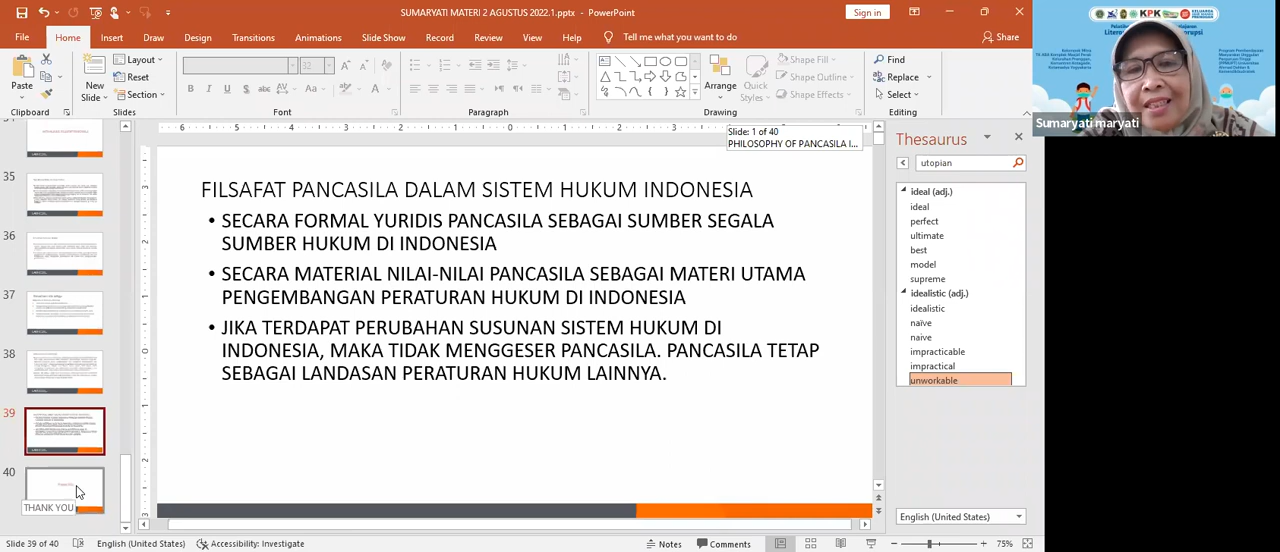 SUMARYATI MATERI 2 AGUSTUS 2022.1.pptx - PowerPoint
Sign in
File
Home
Insert
Draw
Design
Transitions
Animations
Slide Show
Record
Review
View
Help
Tell me what you want to do
Share
Paste
New Slide
Layout
Reset
Section
Arrange
Quick Styles
Shape Fill
Shape Outline
Shape Effects
Find
Replace
Select
Clipboard
Slides
Font
Paragraph
Drawing
Editing
KPK
Sumaryati maryati
Slide: 1 of 40
PHILOSOPHY OF PANCASILA I...
35
36
37
38
39
40
THANK YOU
FILSAFAT PANCASILA DALAM SISTEM HUKUM INDONESIA
• SECARA FORMAL YURIDIS PANCASILA SEBAGAI SUMBER SEGALA
SUMBER HUKUM DI INDONESIA
• SECARA MATERIAL NILAI-NILAI PANCASILA SEBAGAI MATERI UTAMA
PENGEMBANGAN PERATURAN HUKUM DI INDONESIA
• JIKA TERDAPAT PERUBAHAN SUSUNAN SISTEM HUKUM DI
INDONESIA, MAKA TIDAK MENGGESER PANCASILA. PANCASILA TETAP
SEBAGAI LANDASAN PERATURAN HUKUM LAINNYA.
Thesaurus
utopian
ideal (adj.)
ideal
perfect
ultimate
best
model
supreme
idealistic (adj.)
idealistic
naïve
naive
impracticable
impractical
unworkable
English (United States)
Slide 39 of 40
English (United States)
Accessibility: Investigate
Notes
Comments
75%